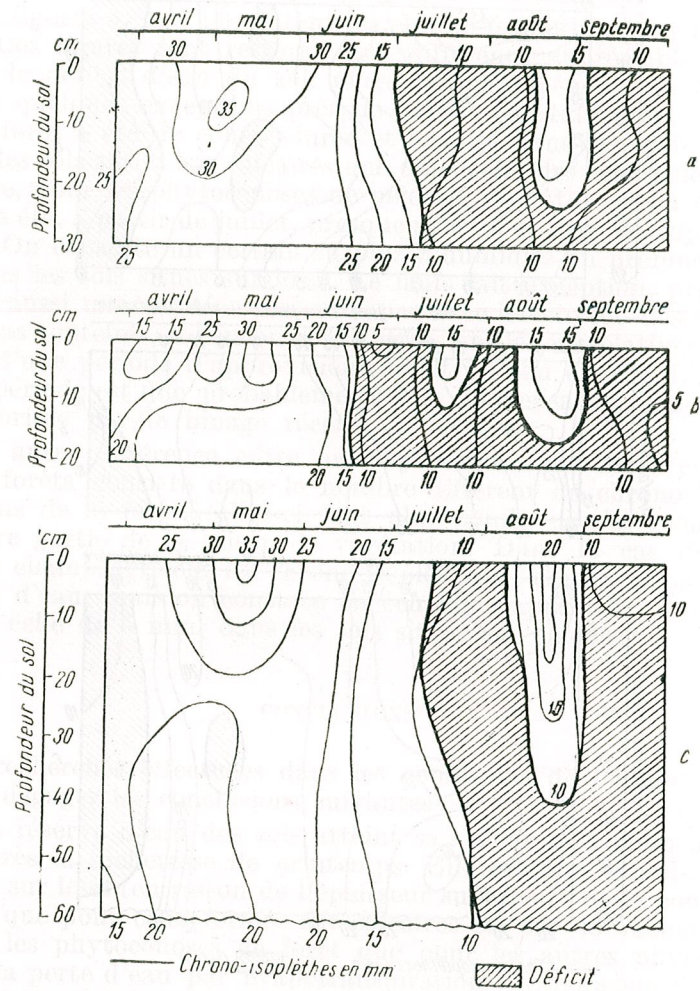 avril mai juin juillet août septembre
cm 30 30 25 15 10 10 15 10
0
35
10
30
25
20
30
Profondeur du sol
a
25 25 20 15 10 10 10
avril mai juin juillet août septembre
cm 15 15 25 30 25 20 15 10 5 10 15 10 15 15 10
0
10
5 b
20
20
Profondeur du sol
20 15 10 10 10 10
avril mai juin juillet août septembre
cm 25 30 35 30 25 20 15 10 20 10
0
10
10
20
15
30
c
40
10
50
60
Profondeur du sol
15 20 20 20 15 10
Chrono-isoplèthes en mm
Déficit